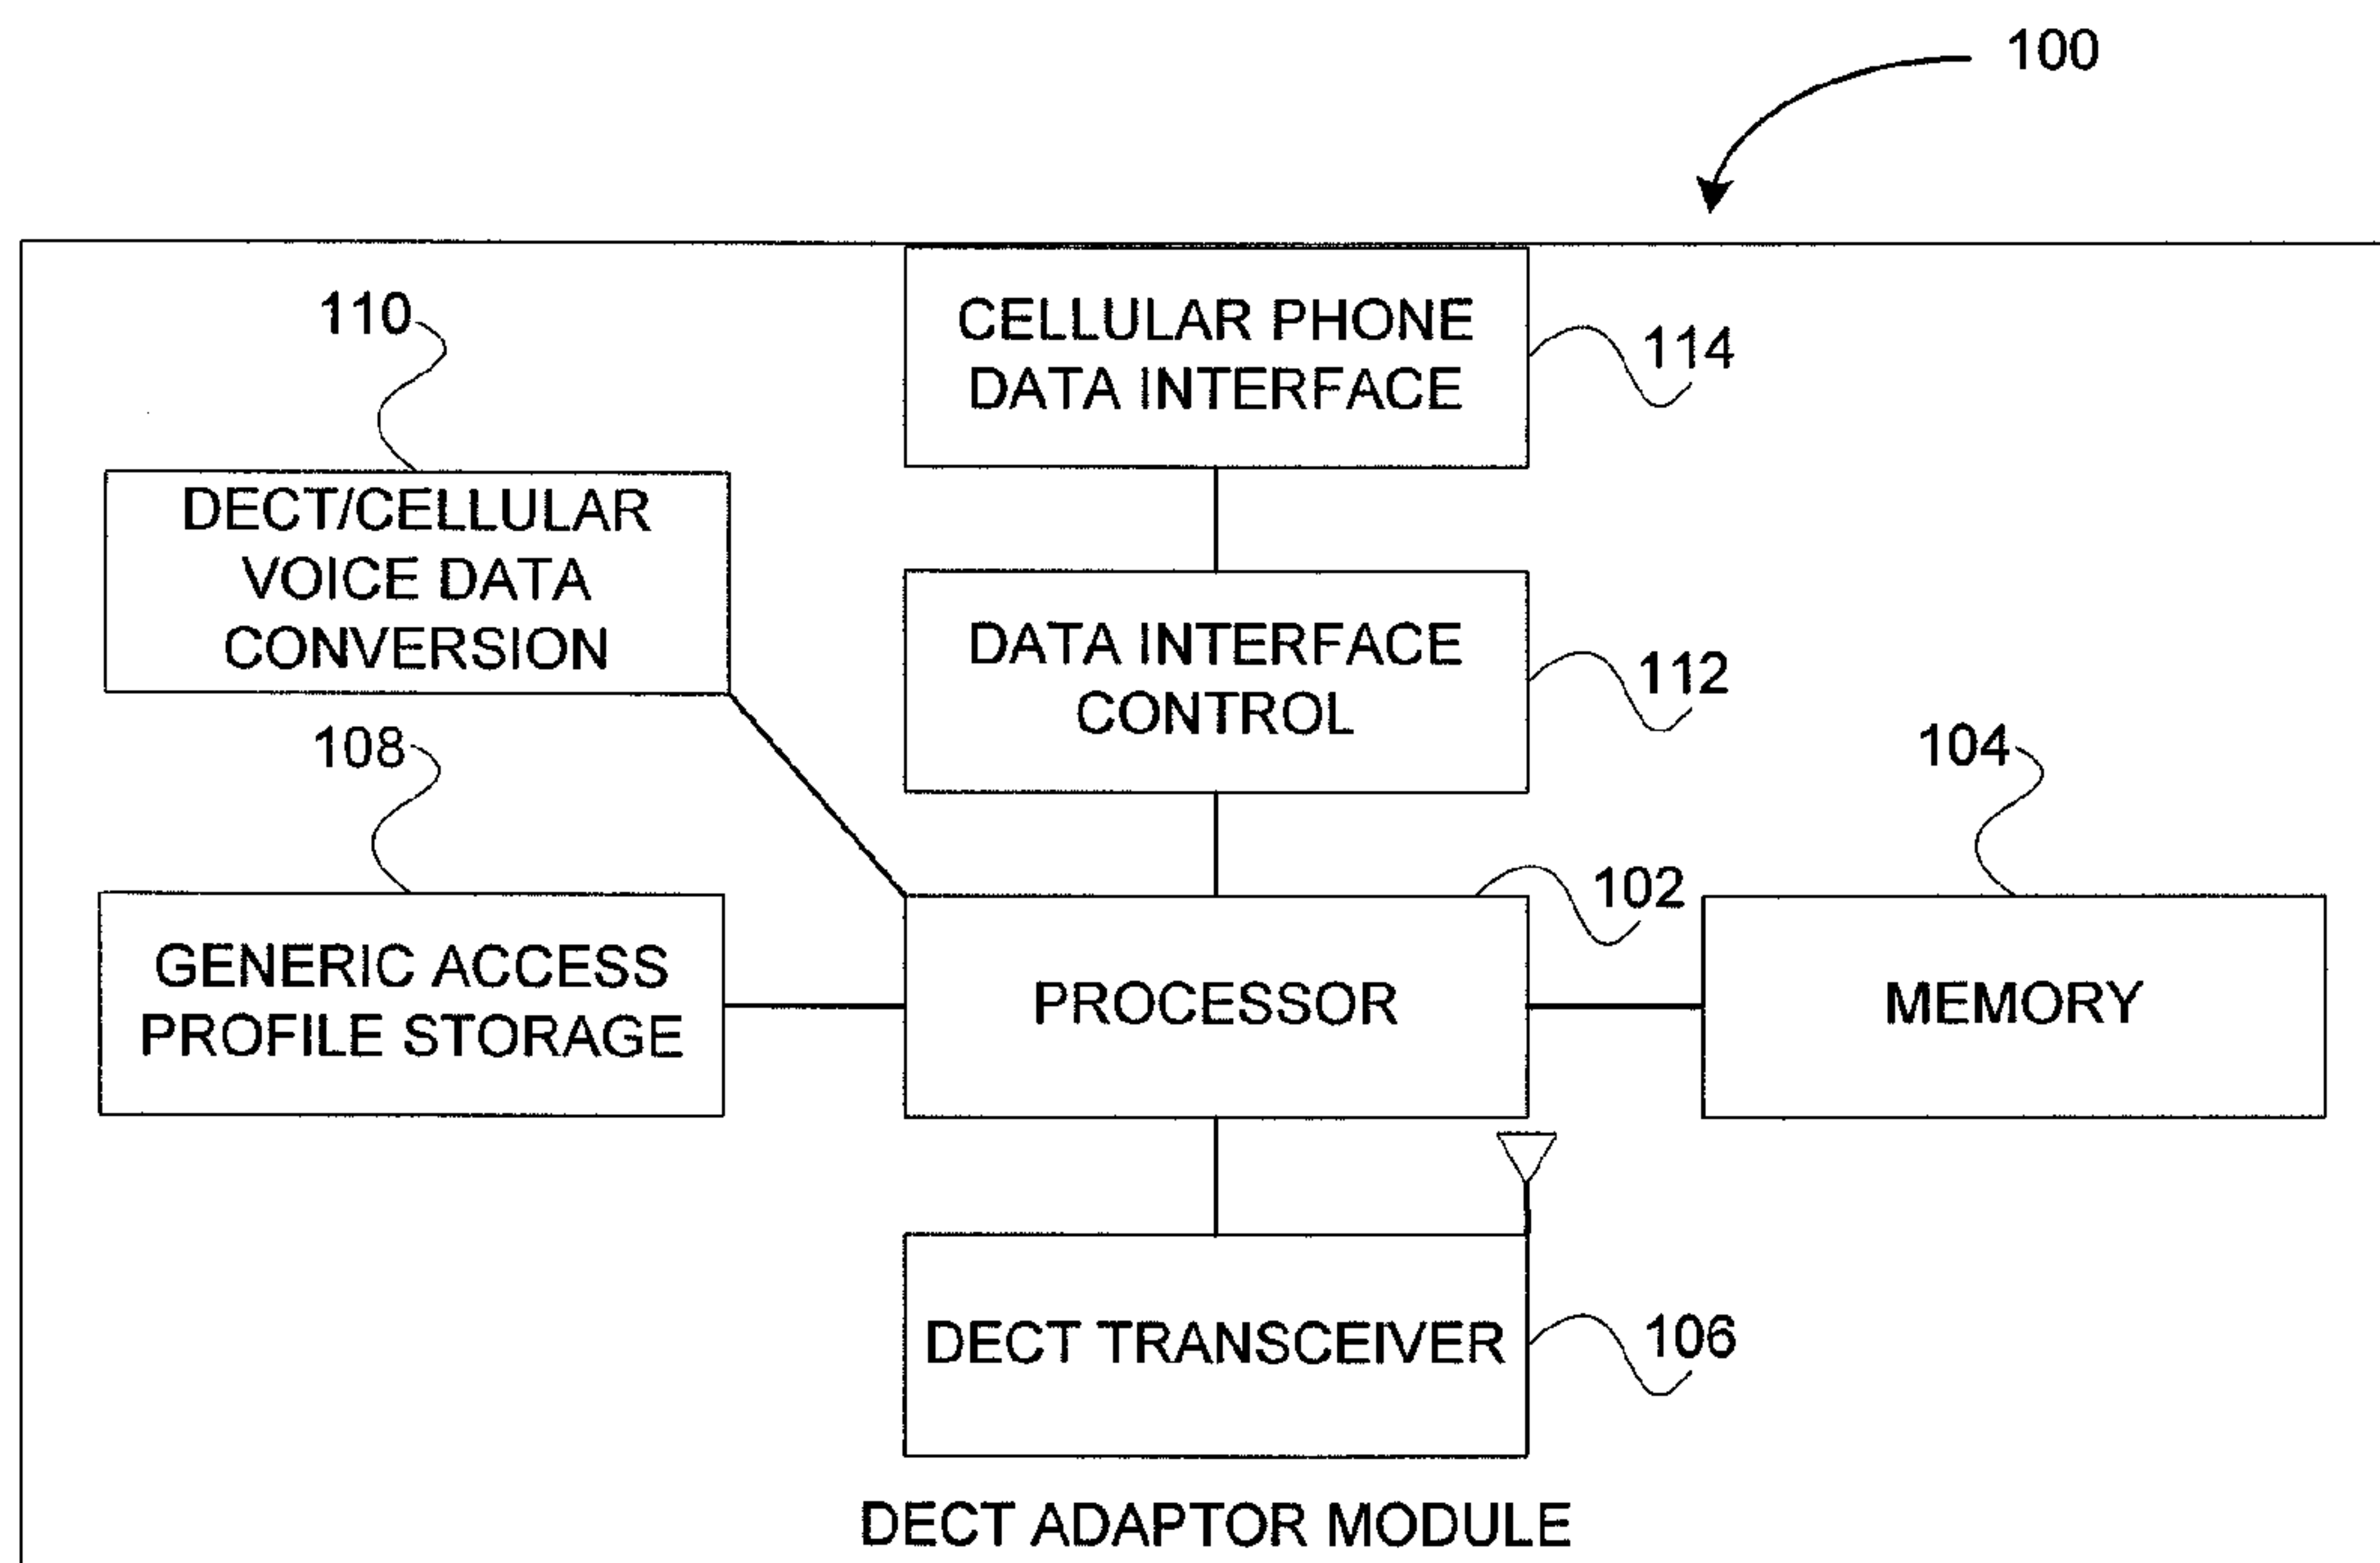 100
110
CELLULAR PHONE
DATA INTERFACE
114
DECT/CELLULAR
VOICE DATA
CONVERSION
DATA INTERFACE
CONTROL
112
108
104
102
GENERIC ACCESS
PROFILE STORAGE
PROCESSOR
MEMORY
DECT TRANSCEIVER
106
DECT ADAPTOR MODULE